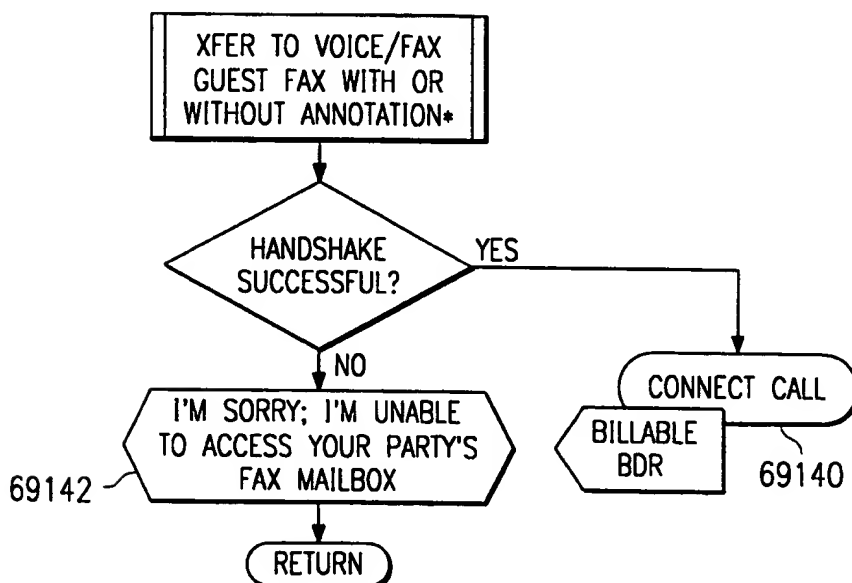 XFER TO VOICE/FAX
GUEST FAX WITH OR
WITHOUT ANNOTATION*
HANDSHAKE
SUCCESSFUL?
YES
NO
I'M SORRY; I'M UNABLE
TO ACCESS YOUR PARTY'S
FAX MAILBOX
69142
CONNECT CALL
BILLABLE
BDR
69140
RETURN